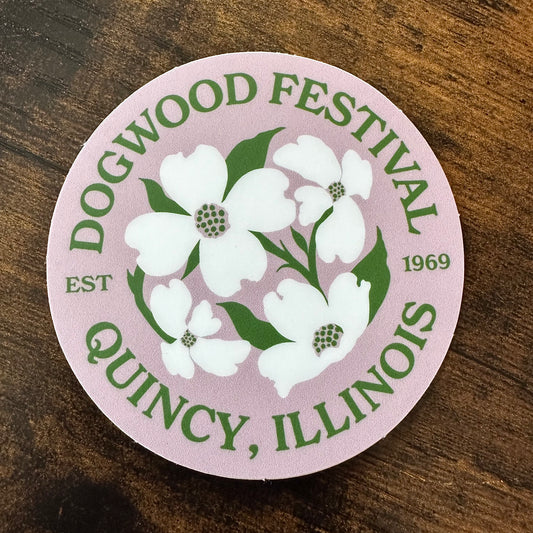 DOGWOOD FESTIVAL
EST 1969
QUINCY, ILLINOIS